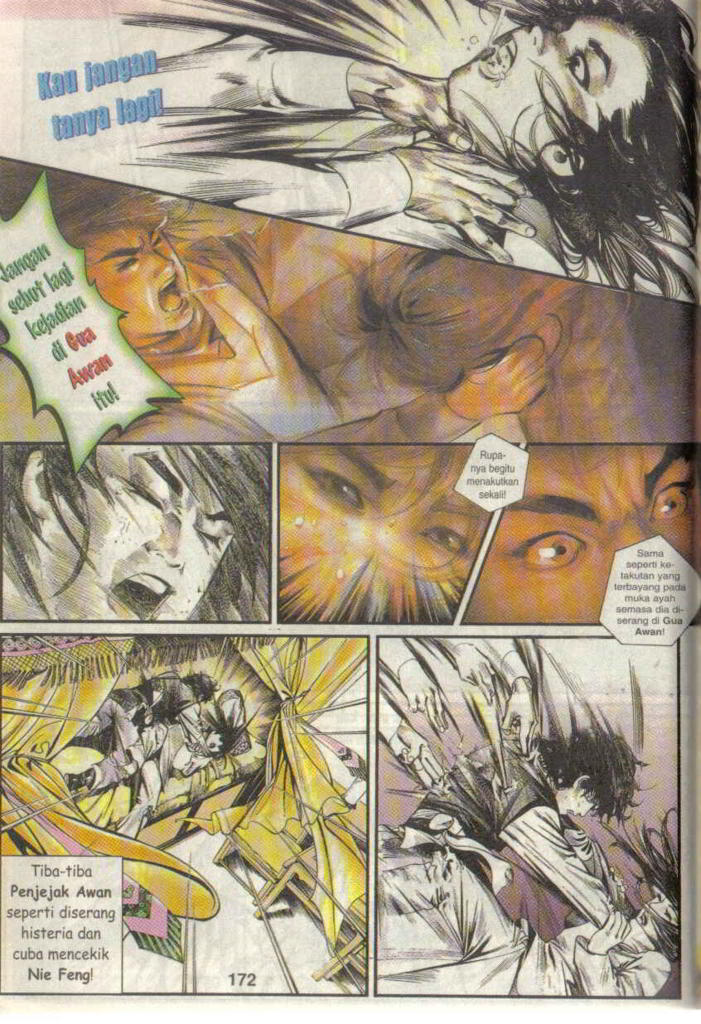 Kau jangan
tanya lagi!
Jangan
sebut lagi
kejadian
di Gua
Awan
itu!
Rupa-
nya begitu
menakutkan
sekali!
Sama
seperti ke-
takutan yang
terbayang pada
muka ayah
semasa dia di-
serang di Gua
Awan!
Tiba-tiba
Penjejak Awan
seperti diserang
histeria dan
cuba mencekik
Nie Feng!
172